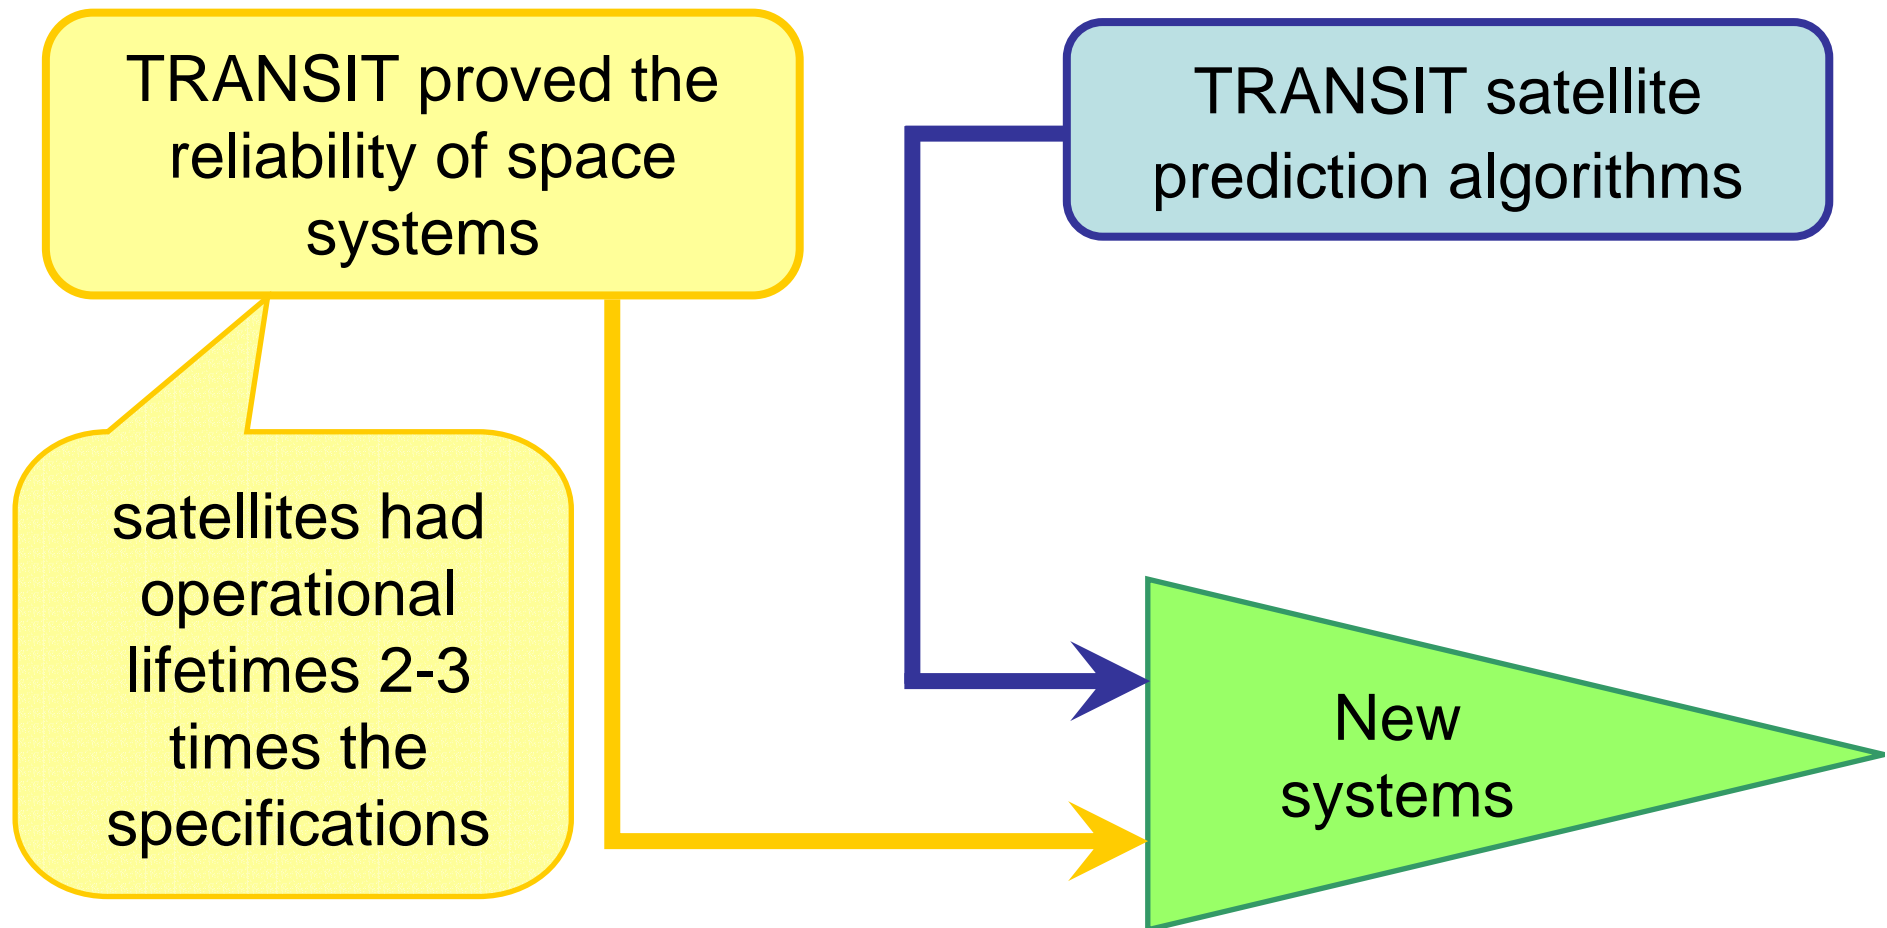 TRANSIT proved the
reliability of space
systems
TRANSIT satellite
prediction algorithms
satellites had
operational
lifetimes 2-3
times the
specifications
New
systems